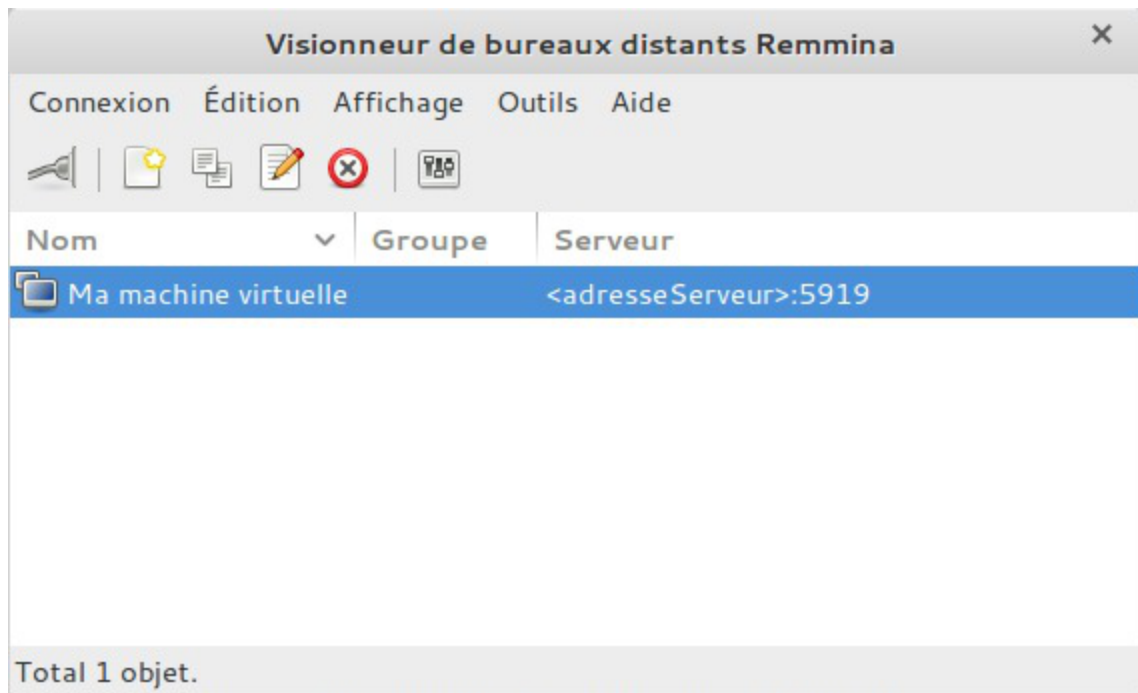 Visionneur de bureaux distants Remmina
Connexion Édition Affichage Outils Aide
Nom Groupe Serveur
Ma machine virtuelle <adresseServeur>:5919
Total 1 objet.